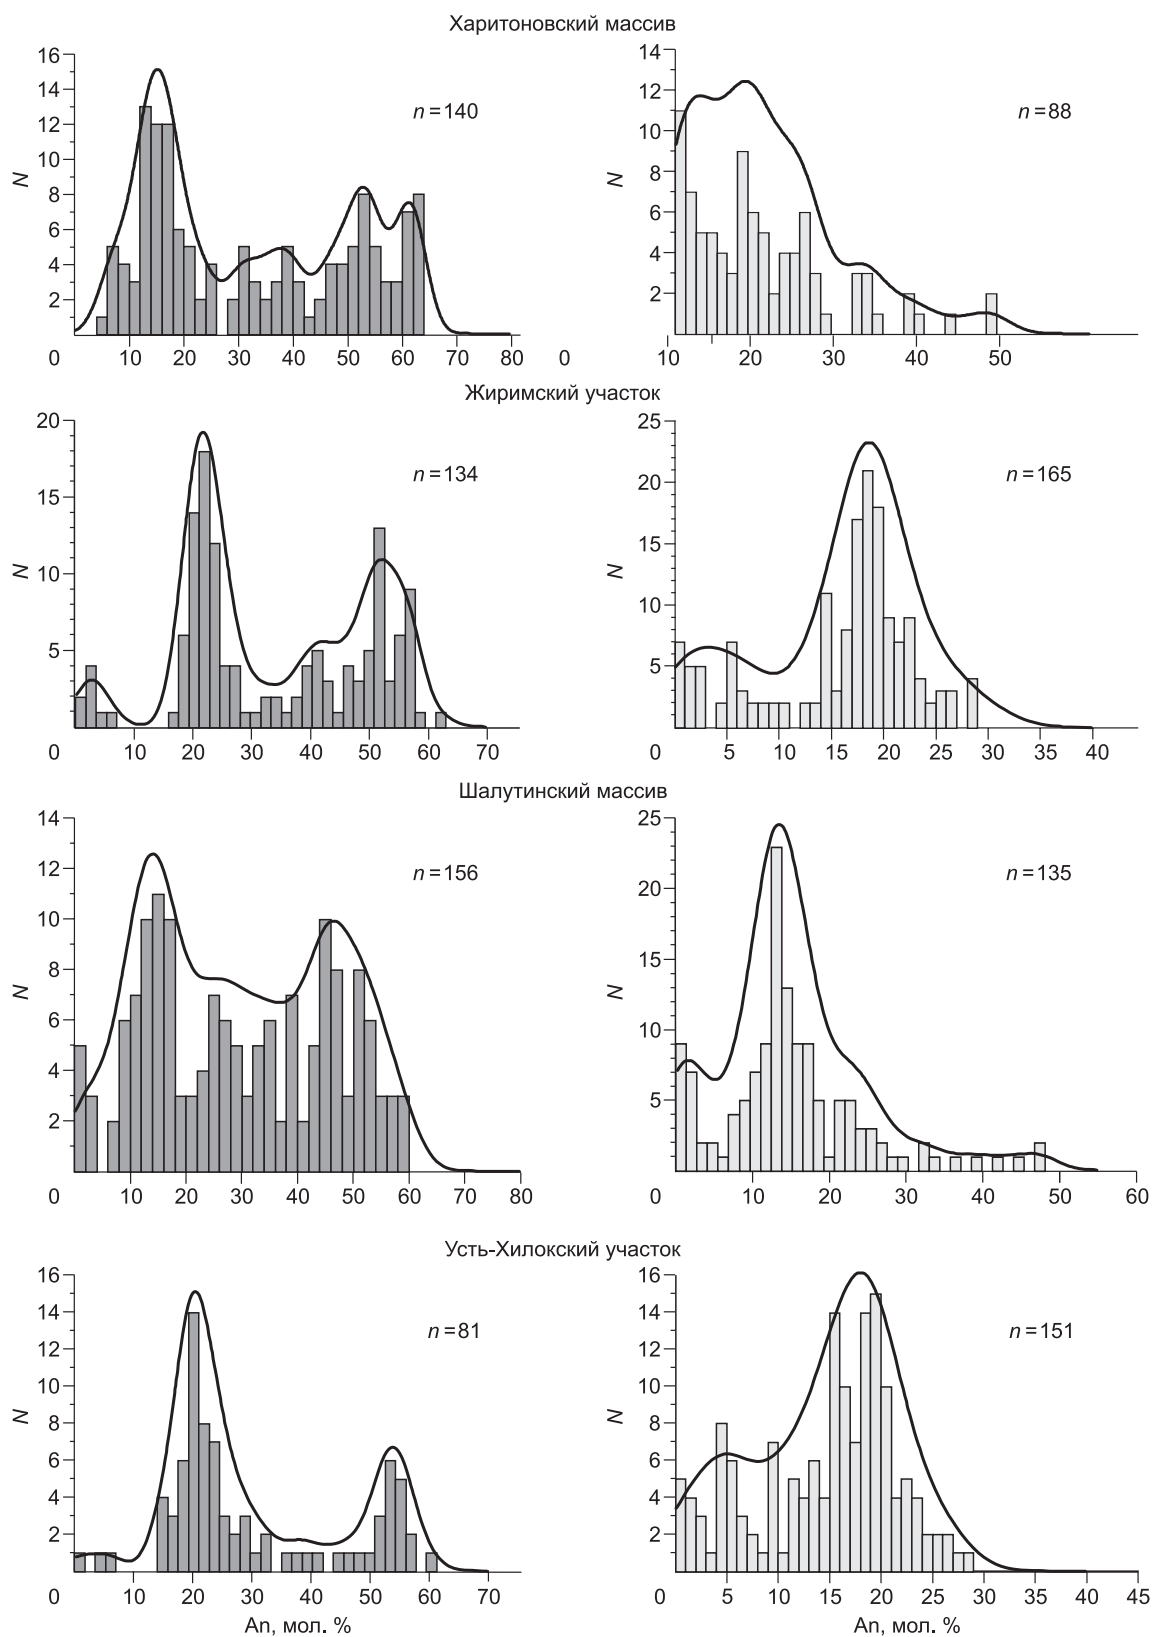 Харитоновский массив
16
14
12
10
8
6
4
2
N
n=140
0 10 20 30 40 50 60 70 80
14
12
10
8
6
4
2
N
n=88
0 10 20 30 40 50
Жиримский участок
20
15
10
5
N
n=134
0 10 20 30 40 50 60 70
25
20
15
10
5
N
n=165
0 5 10 15 20 25 30 35 40
Шалутинский массив
14
12
10
8
6
4
2
N
n=156
0 10 20 30 40 50 60 70 80
25
20
15
10
5
N
n=135
0 10 20 30 40 50 60
Усть-Хилокский участок
16
14
12
10
8
6
4
2
N
n=81
0 10 20 30 40 50 60 70
An, мол. %
16
14
12
10
8
6
4
2
N
n=151
0 5 10 15 20 25 30 35 40 45
An, мол. %